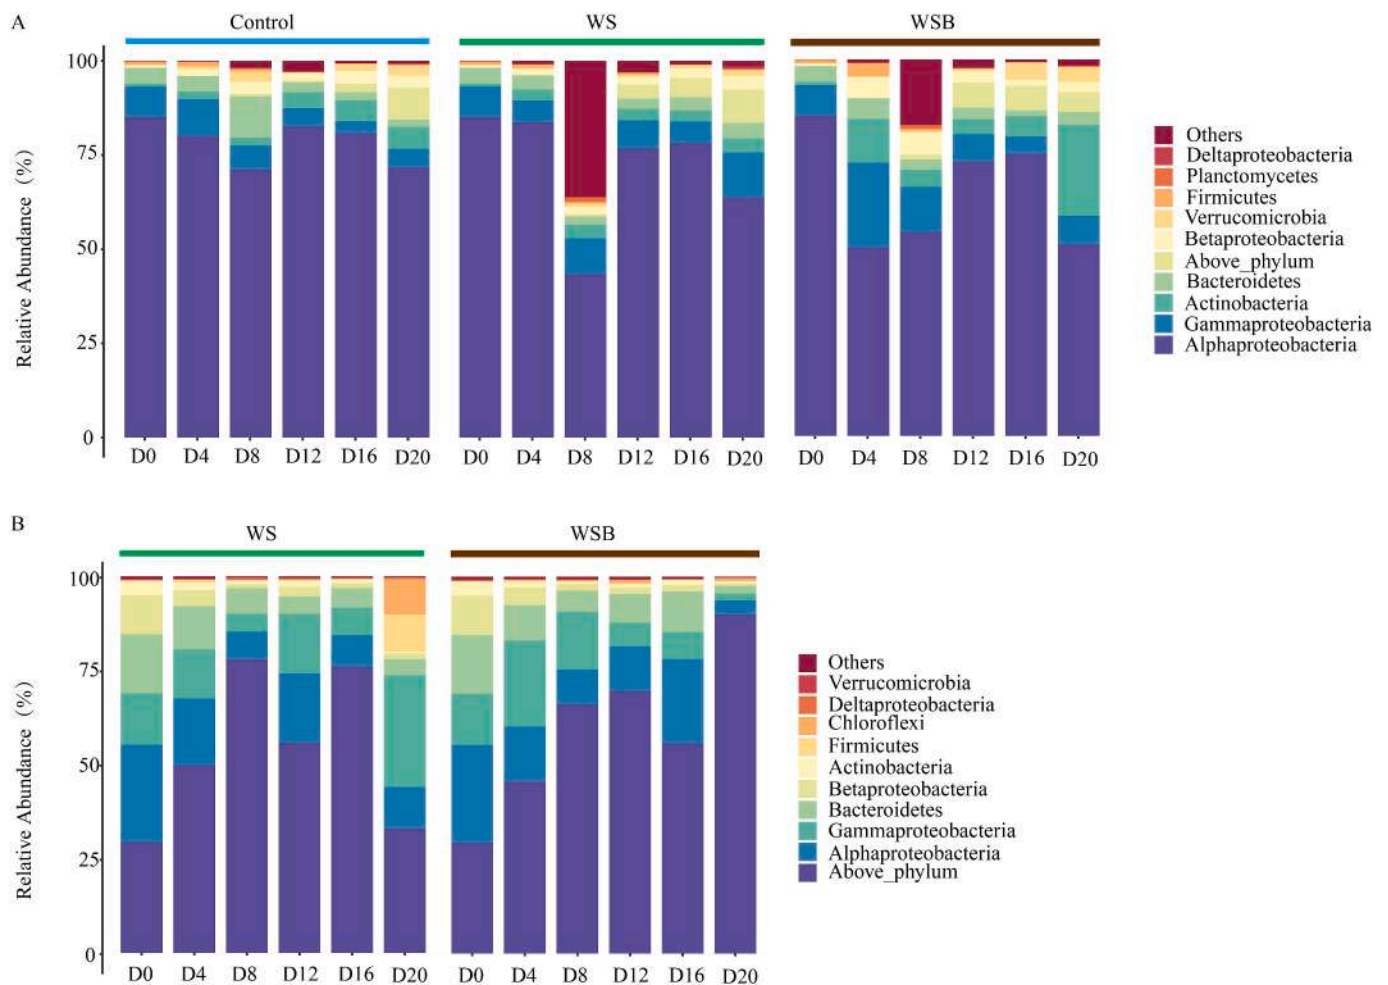 A
Control
WS
WSB
Relative Abundance (%)
100
75
50
25
0
D0 D4 D8 D12 D16 D20
D0 D4 D8 D12 D16 D20
D0 D4 D8 D12 D16 D20
Others
Deltaproteobacteria
Planctomycetes
Firmicutes
Verrucomicrobia
Betaproteobacteria
Above_phylum
Bacteroidetes
Actinobacteria
Gammaproteobacteria
Alphaproteobacteria
B
WS
WSB
Relative Abundance (%)
100
75
50
25
0
D0 D4 D8 D12 D16 D20
D0 D4 D8 D12 D16 D20
Others
Verrucomicrobia
Deltaproteobacteria
Chloroflexi
Firmicutes
Actinobacteria
Betaproteobacteria
Bacteroidetes
Gammaproteobacteria
Alphaproteobacteria
Above_phylum